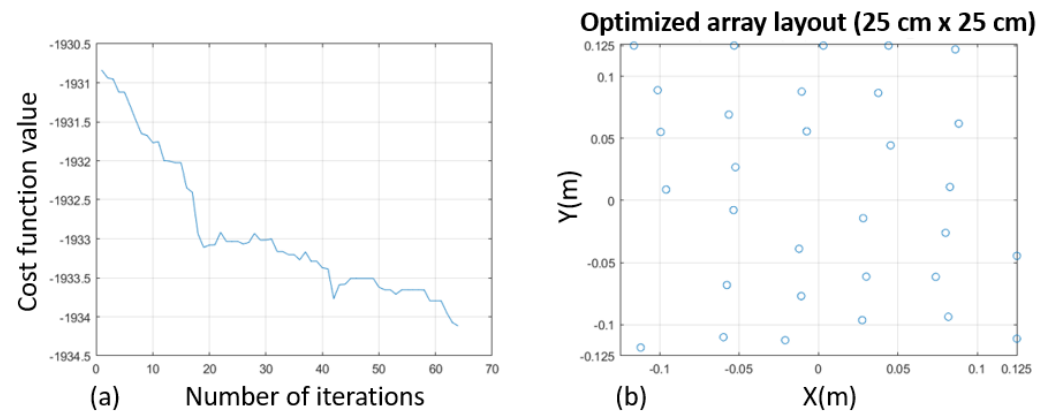 Optimized array layout (25 cm x 25 cm)
-1930.5
-1931
-1931.5
-1932
-1932.5
-1933
-1933.5
-1934
-1934.5
Cost function value
0 10 20 30 40 50 60 70
(a) Number of iterations
0.125
0.1
0.05
0
-0.05
-0.1
-0.125
Y(m)
-0.1 -0.05 0 0.05 0.1 0.125
(b) X(m)